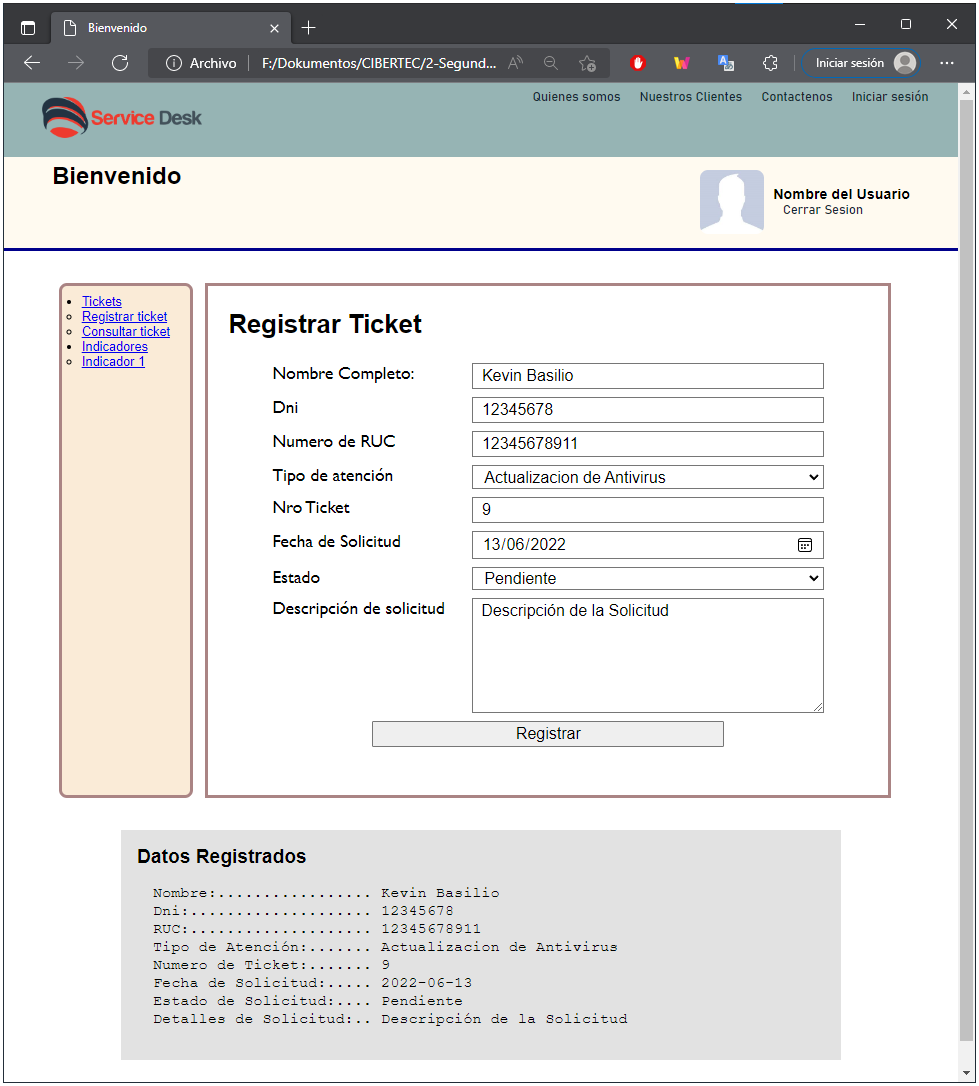 Bienvenido
Archivo
F:/Dokumentos/CIBERTEC/2-Segund...
Iniciar sesión
Service Desk
Quienes somos Nuestros Clientes Contactenos Iniciar sesión
Bienvenido
Nombre del Usuario
Cerrar Sesion
Tickets
Registrar ticket
Consultar ticket
Indicadores
Indicador 1
Registrar Ticket
Nombre Completo: Kevin Basilio
Dni 12345678
Numero de RUC 12345678911
Tipo de atención Actualizacion de Antivirus
Nro Ticket 9
Fecha de Solicitud 13/06/2022
Estado Pendiente
Descripción de solicitud Descripción de la Solicitud
Registrar
Datos Registrados
Nombre:................. Kevin Basilio
Dni:.................... 12345678
RUC:.................... 12345678911
Tipo de Atención:....... Actualizacion de Antivirus
Numero de Ticket:....... 9
Fecha de Solicitud:..... 2022-06-13
Estado de Solicitud:.... Pendiente
Detalles de Solicitud:.. Descripción de la Solicitud